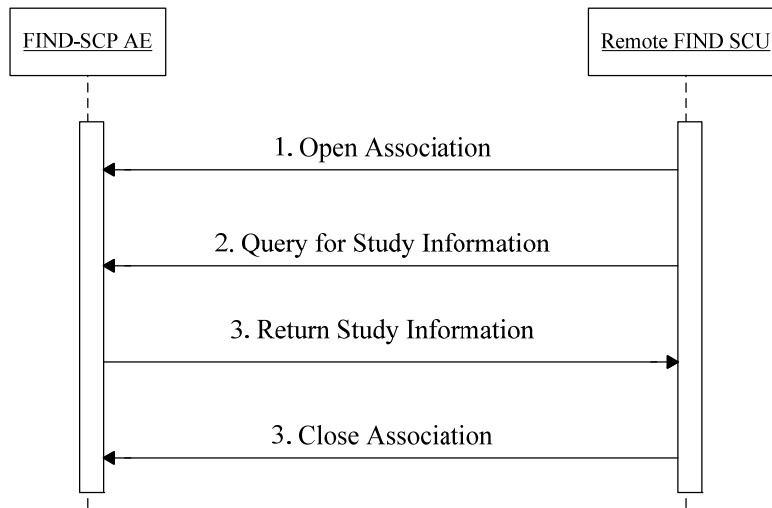 FIND-SCP AE
Remote FIND SCU
1. Open Association
2. Query for Study Information
3. Return Study Information
3. Close Association